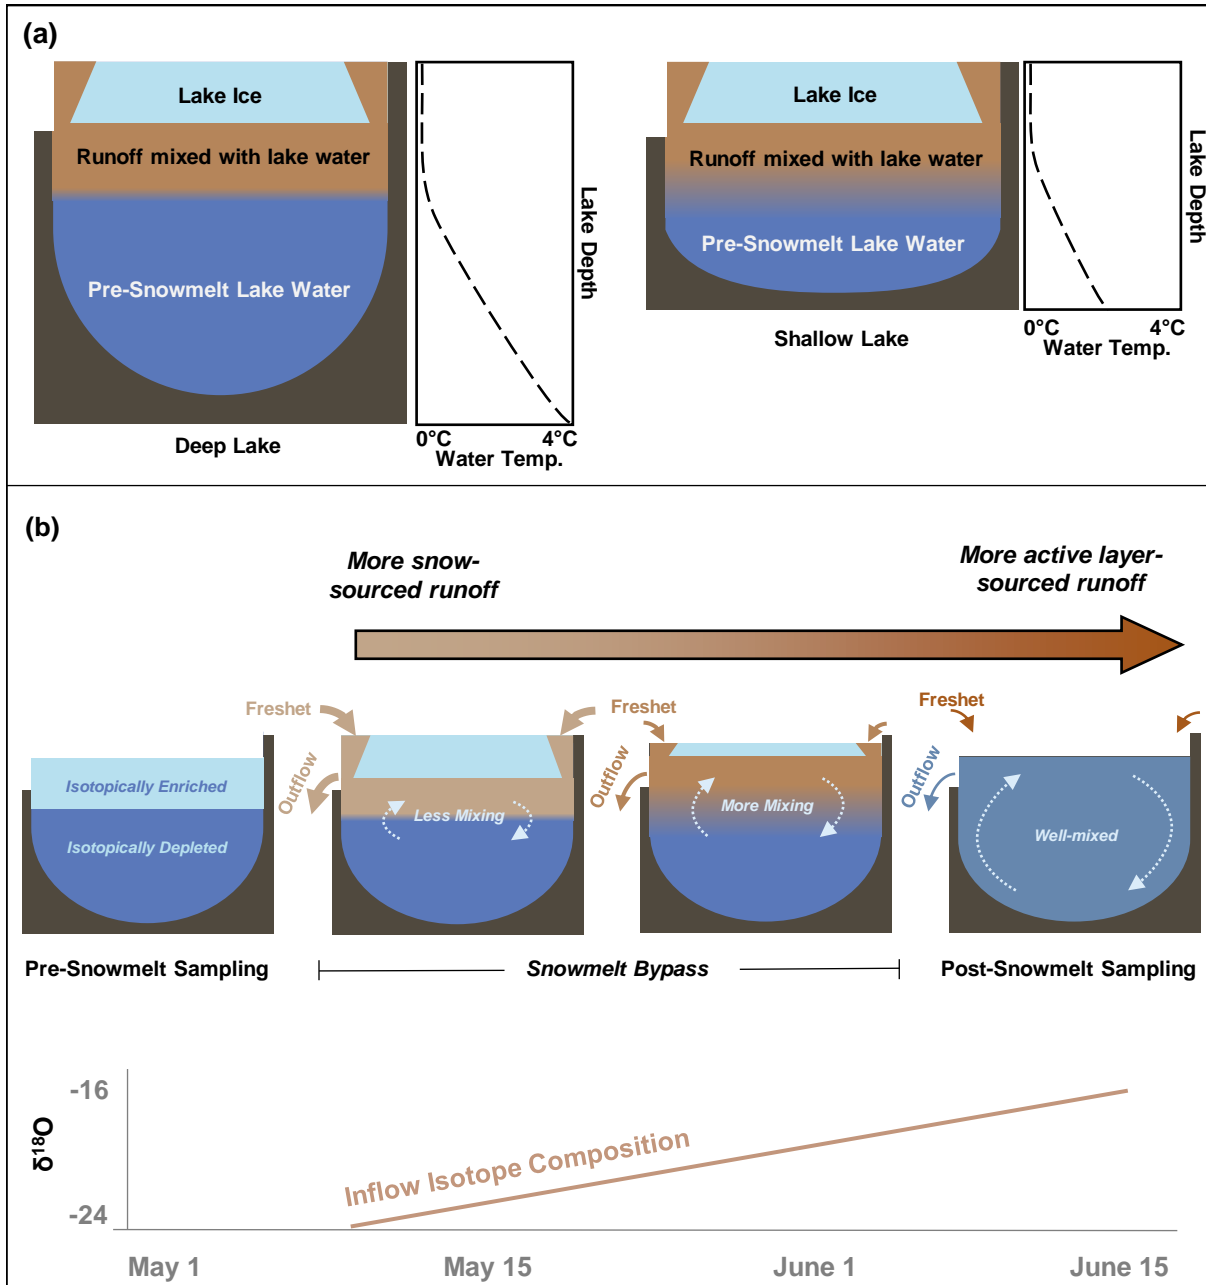 (a)
Lake Ice
Runoff mixed with lake water
Pre-Snowmelt Lake Water
Lake Depth
0°C
4°C
Water Temp.
Deep Lake
Lake Ice
Runoff mixed with lake water
Pre-Snowmelt Lake Water
Lake Depth
0°C
4°C
Water Temp.
Shallow Lake
(b)
More snow-
sourced runoff
More active layer-
sourced runoff
Freshet
Freshet
Freshet
Isotopically Enriched
Isotopically Depleted
Outflow
Less Mixing
Outflow
More Mixing
Outflow
Well-mixed
Pre-Snowmelt Sampling
Snowmelt Bypass
Post-Snowmelt Sampling
-16
δ¹⁸O
-24
Inflow Isotope Composition
May 1
May 15
June 1
June 15